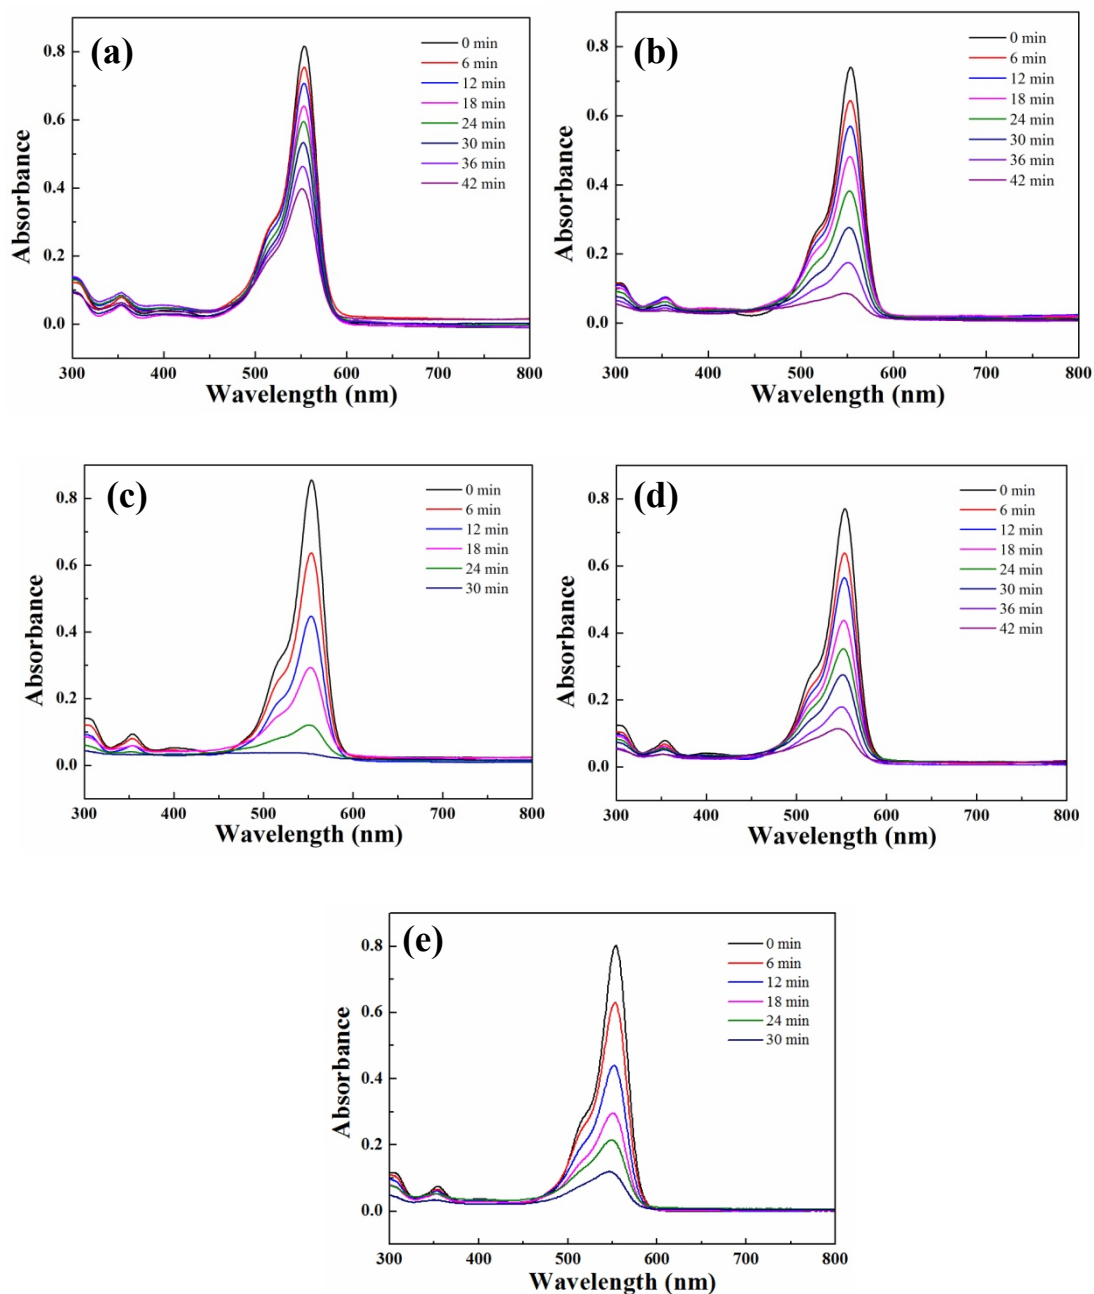 (a)
0 min
6 min
12 min
18 min
24 min
30 min
36 min
42 min
0.8
0.6
0.4
0.2
0.0
Absorbance
300 400 500 600 700 800
Wavelength (nm)
(b)
0 min
6 min
12 min
18 min
24 min
30 min
36 min
42 min
0.8
0.6
0.4
0.2
0.0
Absorbance
300 400 500 600 700 800
Wavelength (nm)
(c)
0 min
6 min
12 min
18 min
24 min
30 min
0.8
0.6
0.4
0.2
0.0
Absorbance
300 400 500 600 700 800
Wavelength (nm)
(d)
0 min
6 min
12 min
18 min
24 min
30 min
36 min
42 min
0.8
0.6
0.4
0.2
0.0
Absorbance
300 400 500 600 700 800
Wavelength (nm)
(e)
0 min
6 min
12 min
18 min
24 min
30 min
0.8
0.6
0.4
0.2
0.0
Absorbance
300 400 500 600 700 800
Wavelength (nm)